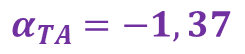 α_TA = −1,37